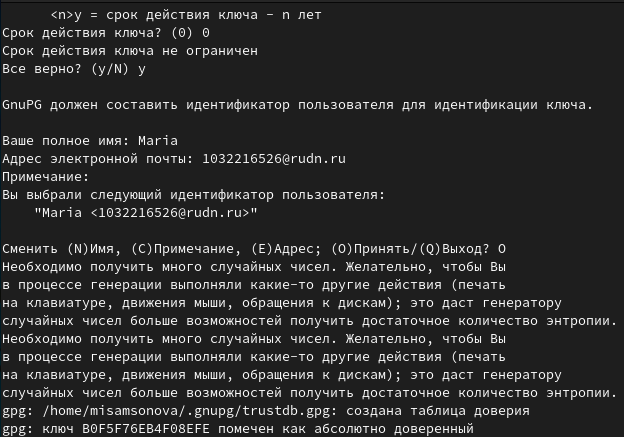 <n>y = срок действия ключа - n лет
Срок действия ключа? (0) 0
Срок действия ключа не ограничен
Все верно? (y/N) y
GnuPG должен составить идентификатор пользователя для идентификации ключа.
Ваше полное имя: Maria
Адрес электронной почты: 1032216526@rudn.ru
Примечание:
Вы выбрали следующий идентификатор пользователя:
"Maria <1032216526@rudn.ru>"
Сменить (N)Имя, (C)Примечание, (E)Адрес; (O)Принять/(Q)Выход? O
Необходимо получить много случайных чисел. Желательно, чтобы Вы
в процессе генерации выполняли какие-то другие действия (печать
на клавиатуре, движения мыши, обращения к дискам); это даст генератору
случайных чисел больше возможностей получить достаточное количество энтропии.
Необходимо получить много случайных чисел. Желательно, чтобы Вы
в процессе генерации выполняли какие-то другие действия (печать
на клавиатуре, движения мыши, обращения к дискам); это даст генератору
случайных чисел больше возможностей получить достаточное количество энтропии.
gpg: /home/misamsonova/.gnupg/trustdb.gpg: создана таблица доверия
gpg: ключ B0F5F76EB4F08EFE помечен как абсолютно доверенный